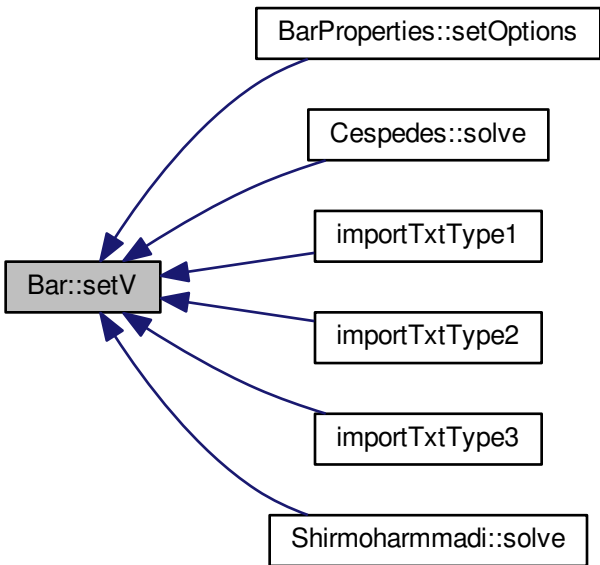 BarProperties::setOptions
Cespedes::solve
importTxtType1
Bar::setV
importTxtType2
importTxtType3
Shirmoharmmadi::solve